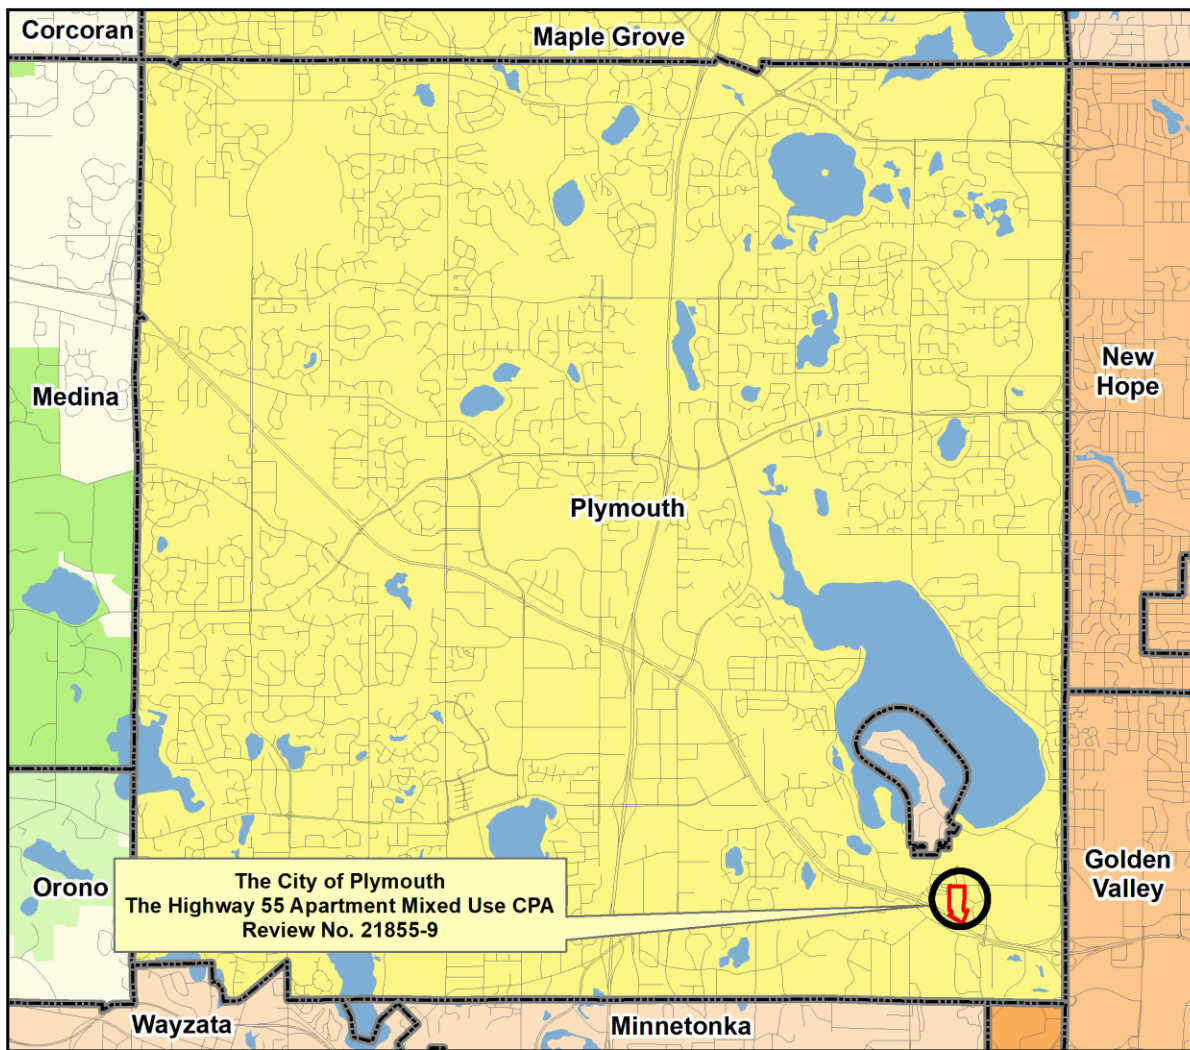 Corcoran
Maple Grove
New
Hope
Medina
Plymouth
Golden
Valley
Orono
The City of Plymouth
The Highway 55 Apartment Mixed Use CPA
Review No. 21855-9
Wayzata
Minnetonka